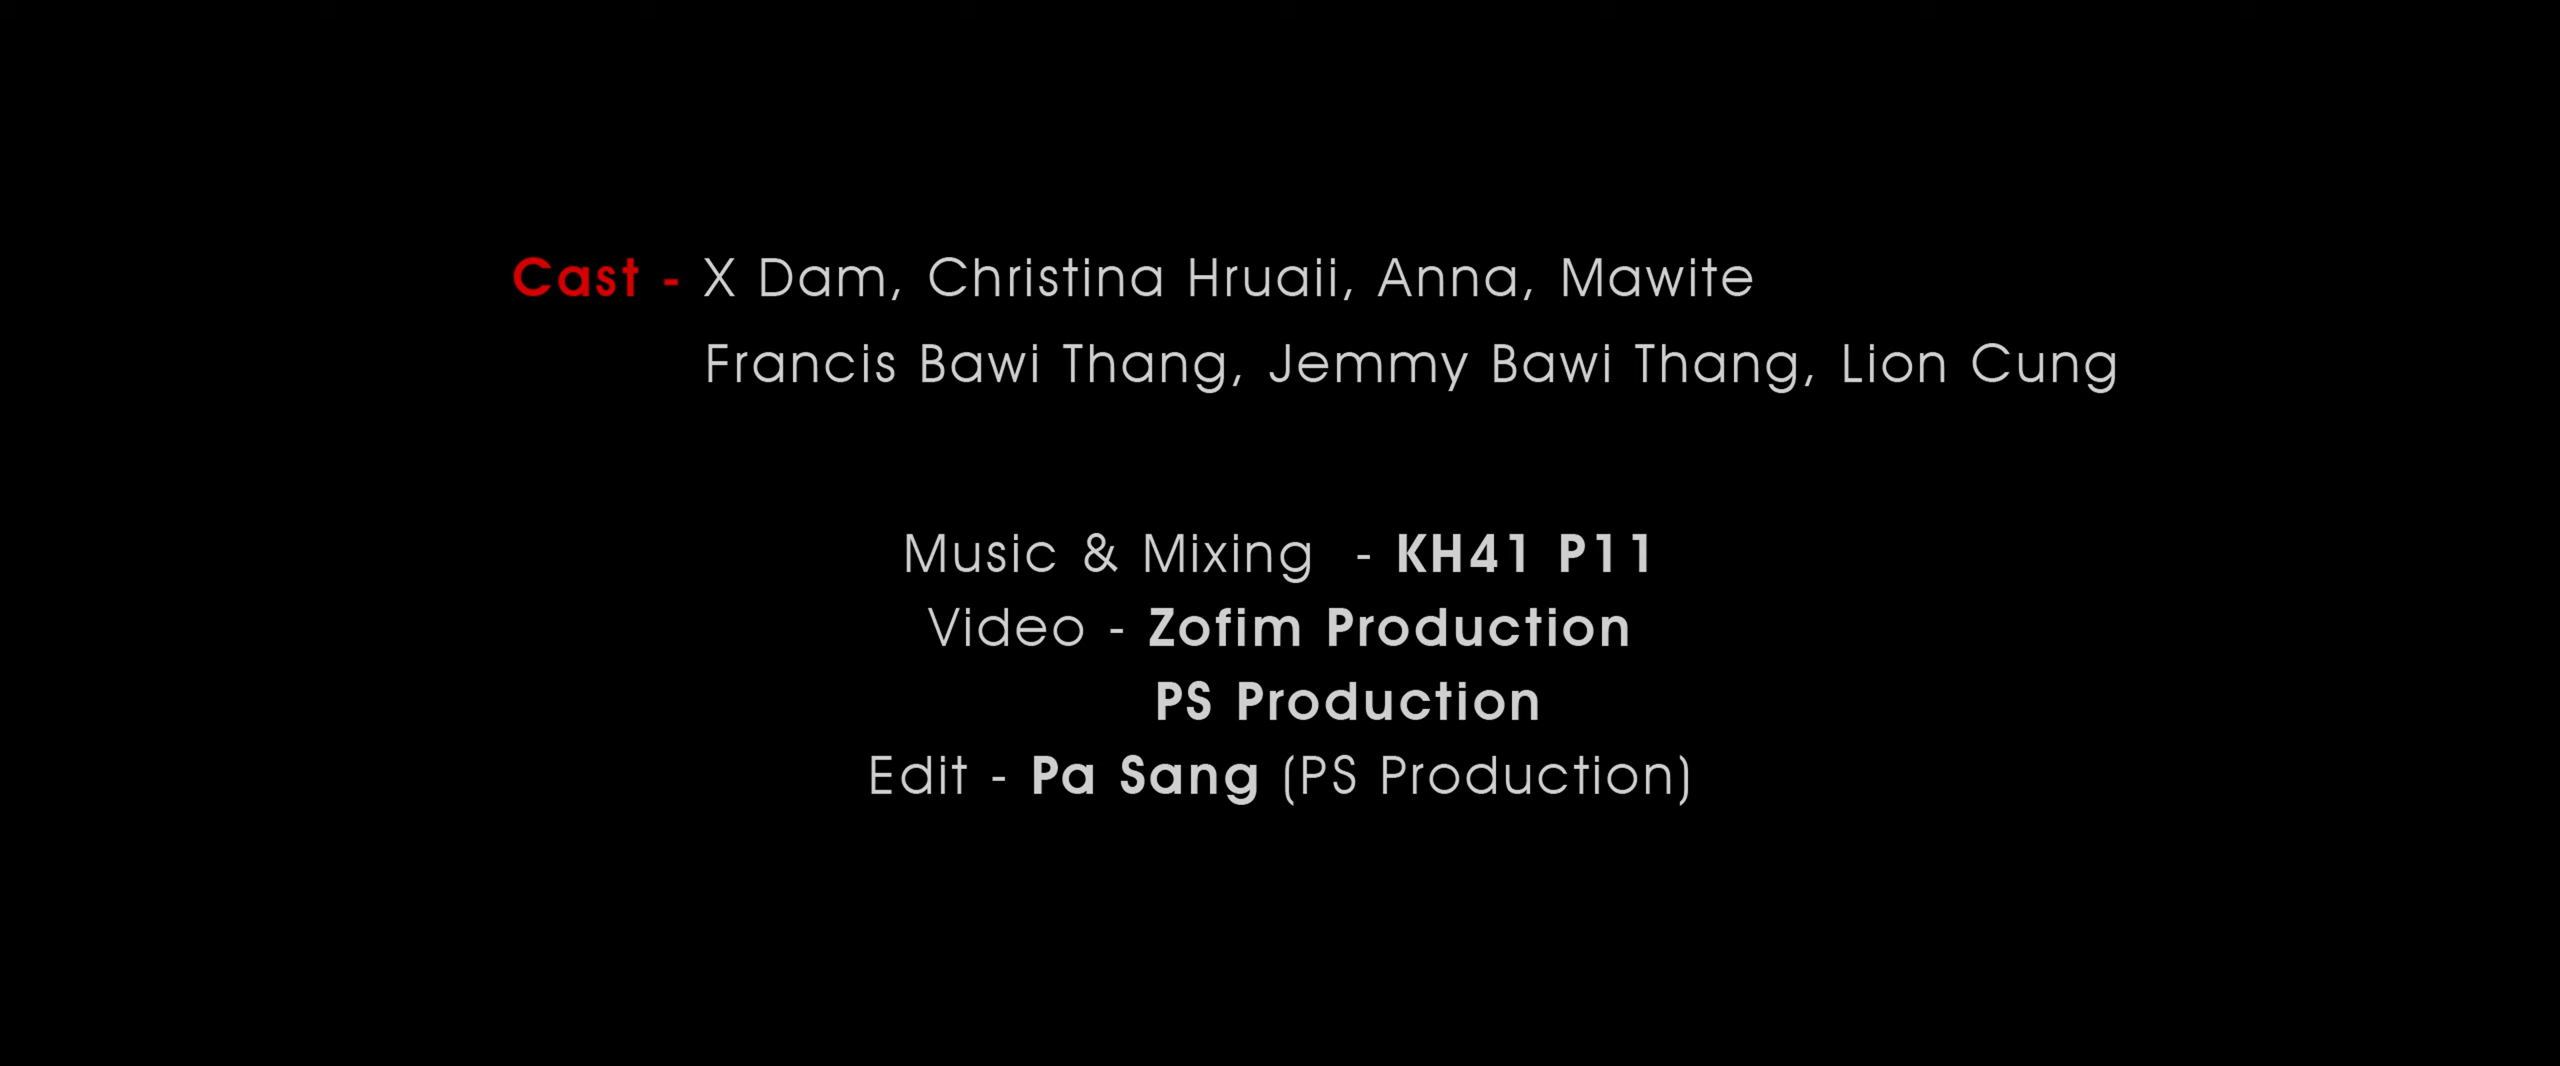 Cast - X Dam, Christina Hruaii, Anna, Mawite
Francis Bawi Thang, Jemmy Bawi Thang, Lion Cung
Music & Mixing - KH41 P11
Video - Zofim Production
PS Production
Edit - Pa Sang (PS Production)